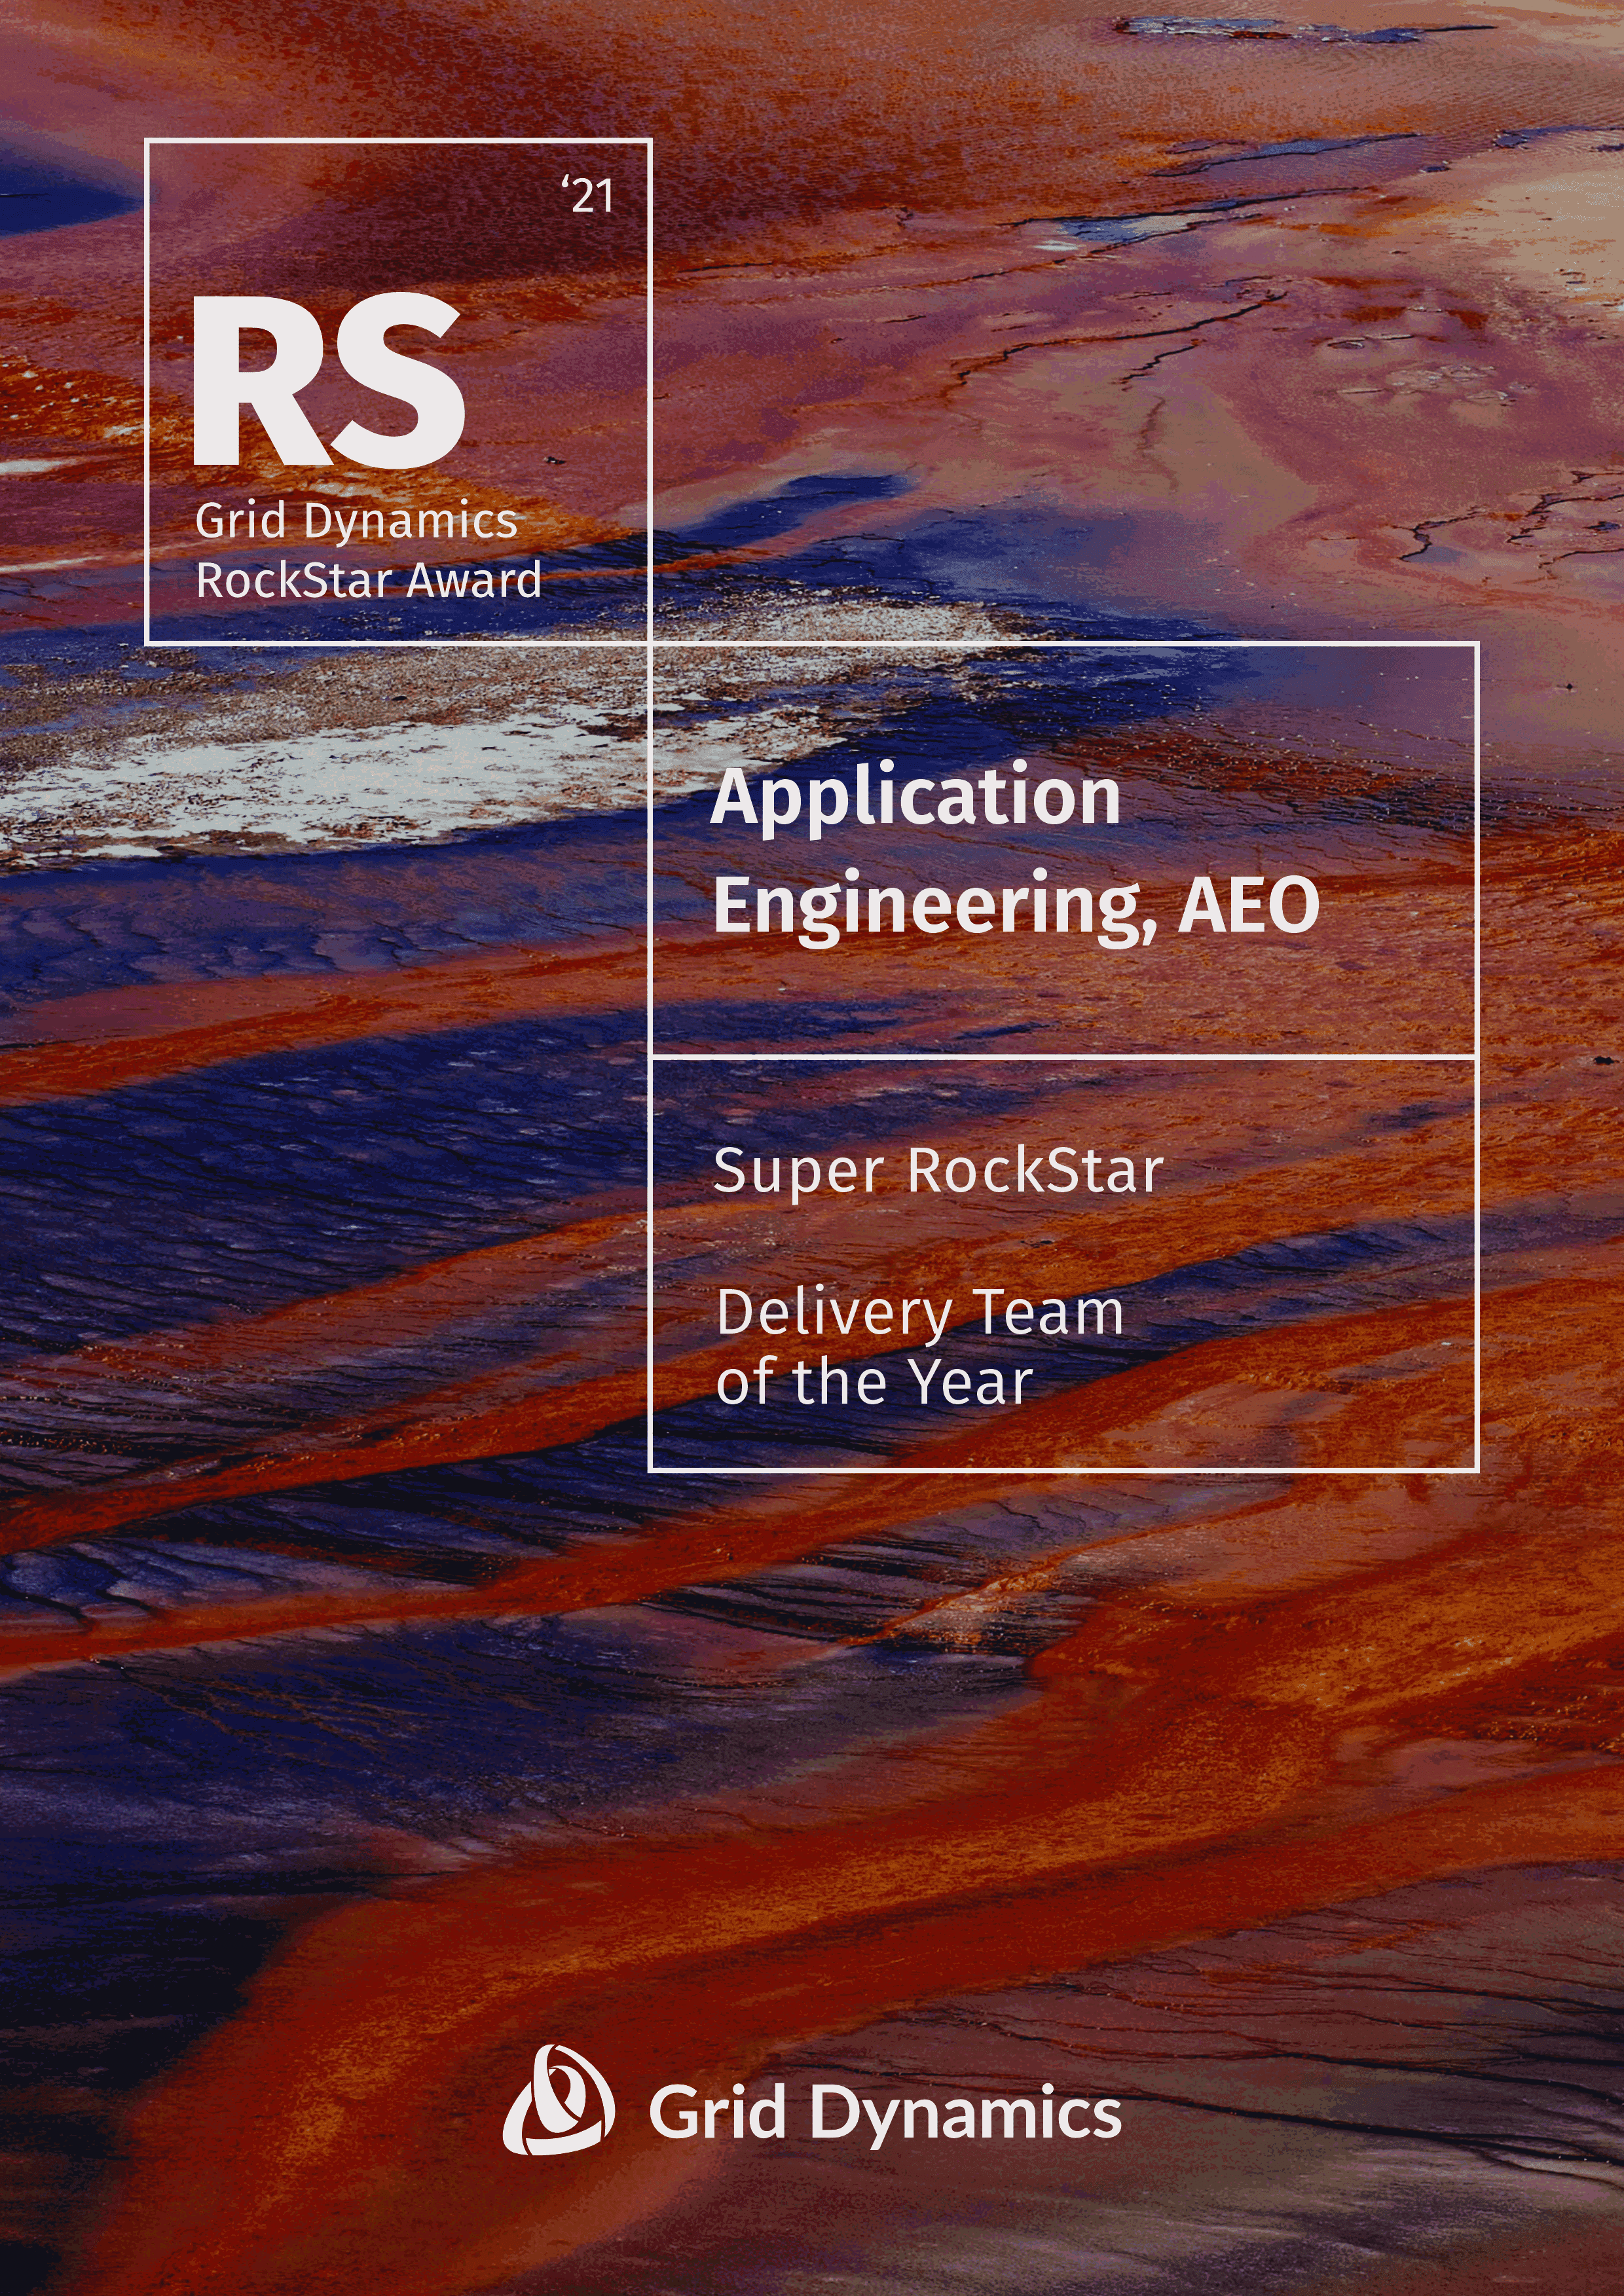 ‘21
RS
Grid Dynamics
RockStar Award
Application
Engineering, AEO
Super RockStar
Delivery Team
of the Year
Grid Dynamics